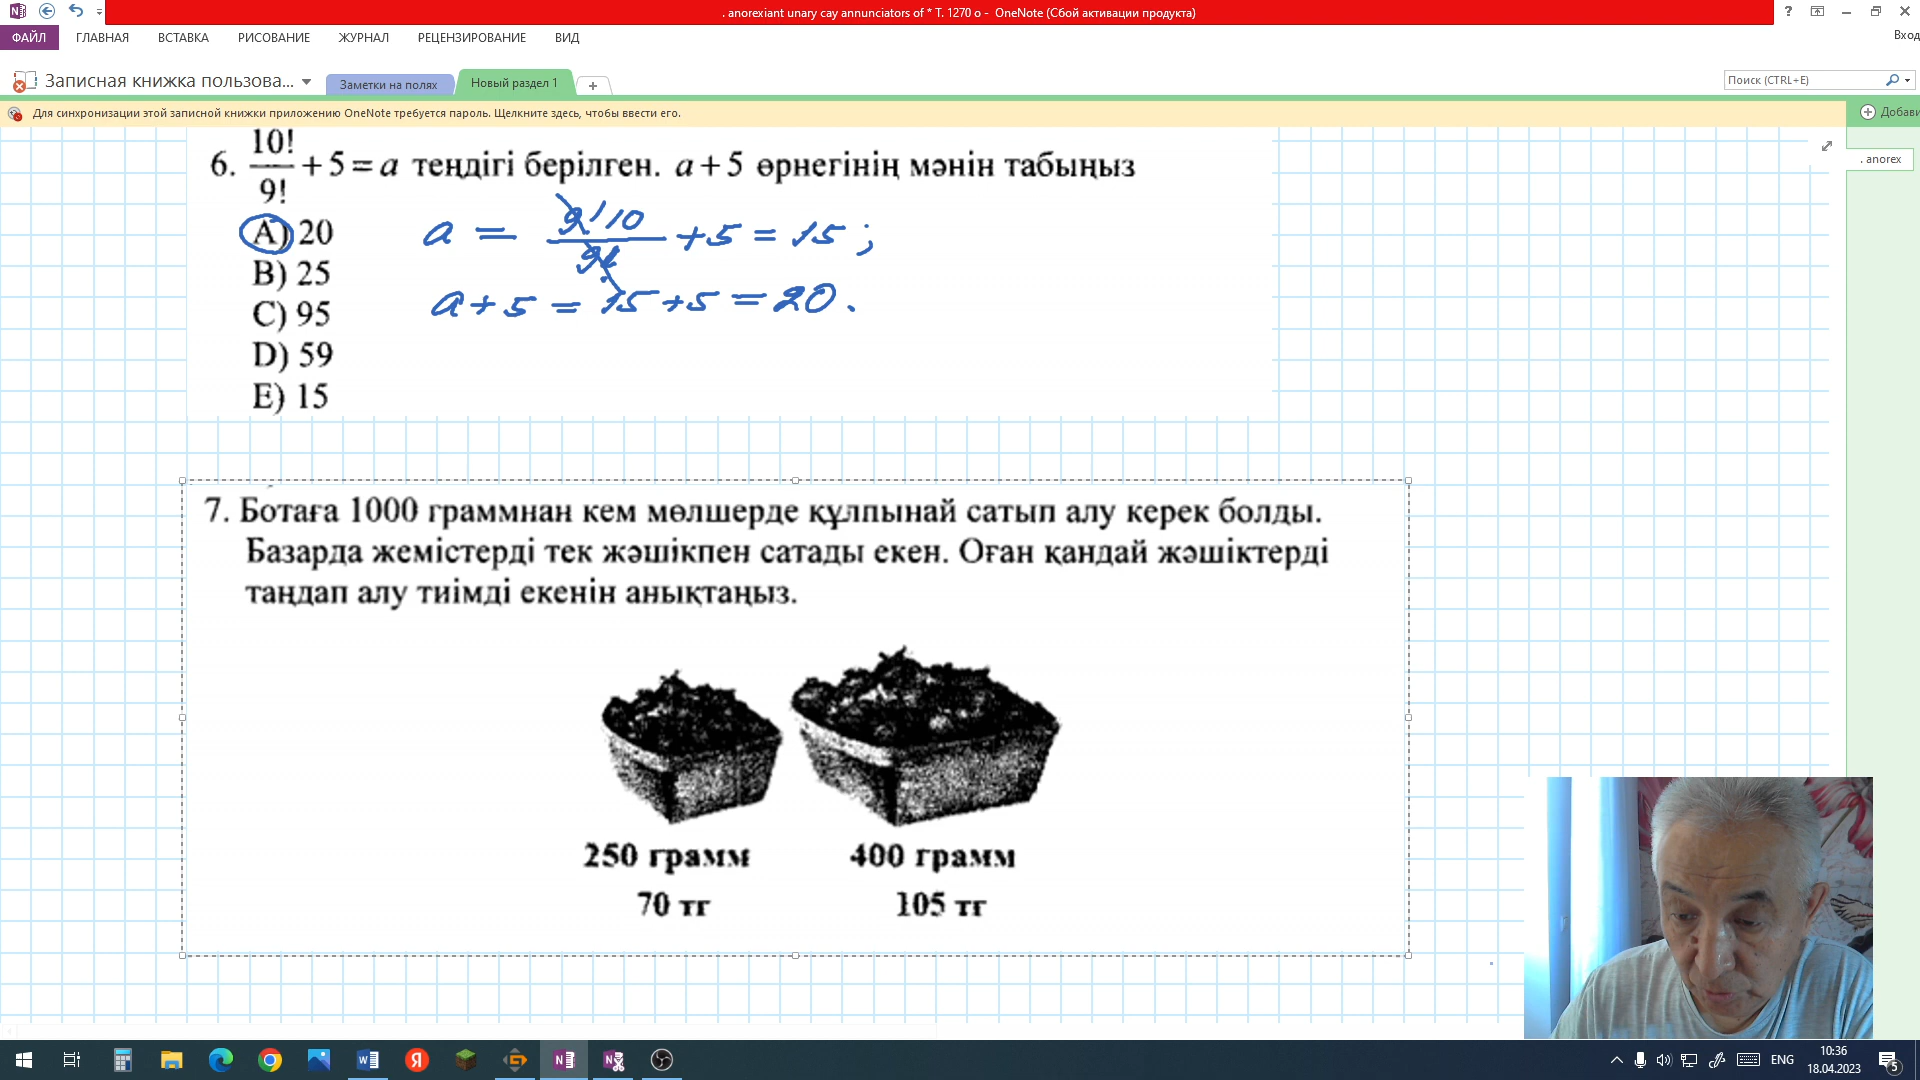 . anorexiant unary cay annunciators of * T. 1270 o - OneNote (Сбой активации продукта)
ФАЙЛ ГЛАВНАЯ ВСТАВКА РИСОВАНИЕ ЖУРНАЛ РЕЦЕНЗИРОВАНИЕ ВИД
Вход
Записная книжка пользова... Заметки на полях Новый раздел 1
Поиск (CTRL+E)
Для синхронизации этой записной книжки приложению OneNote требуется пароль. Щелкните здесь, чтобы ввести его.
Добави
. anorex
6. 10!/9! + 5 = a теңдігі берілген. a + 5 өрнегінің мәнін табыңыз
A) 20
B) 25
C) 95
D) 59
E) 15
a = 9! 10 / 9! + 5 = 15 ;
a + 5 = 15 + 5 = 20 .
7. Ботаға 1000 граммнан кем мөлшерде құлпынай сатып алу керек болды.
Базарда жемістерді тек жәшікпен сатады екен. Оған қандай жәшіктерді
таңдап алу тиімді екенін анықтаңыз.
250 грамм 400 грамм
70 тг 105 тг
ENG
10:36
18.04.2023
5